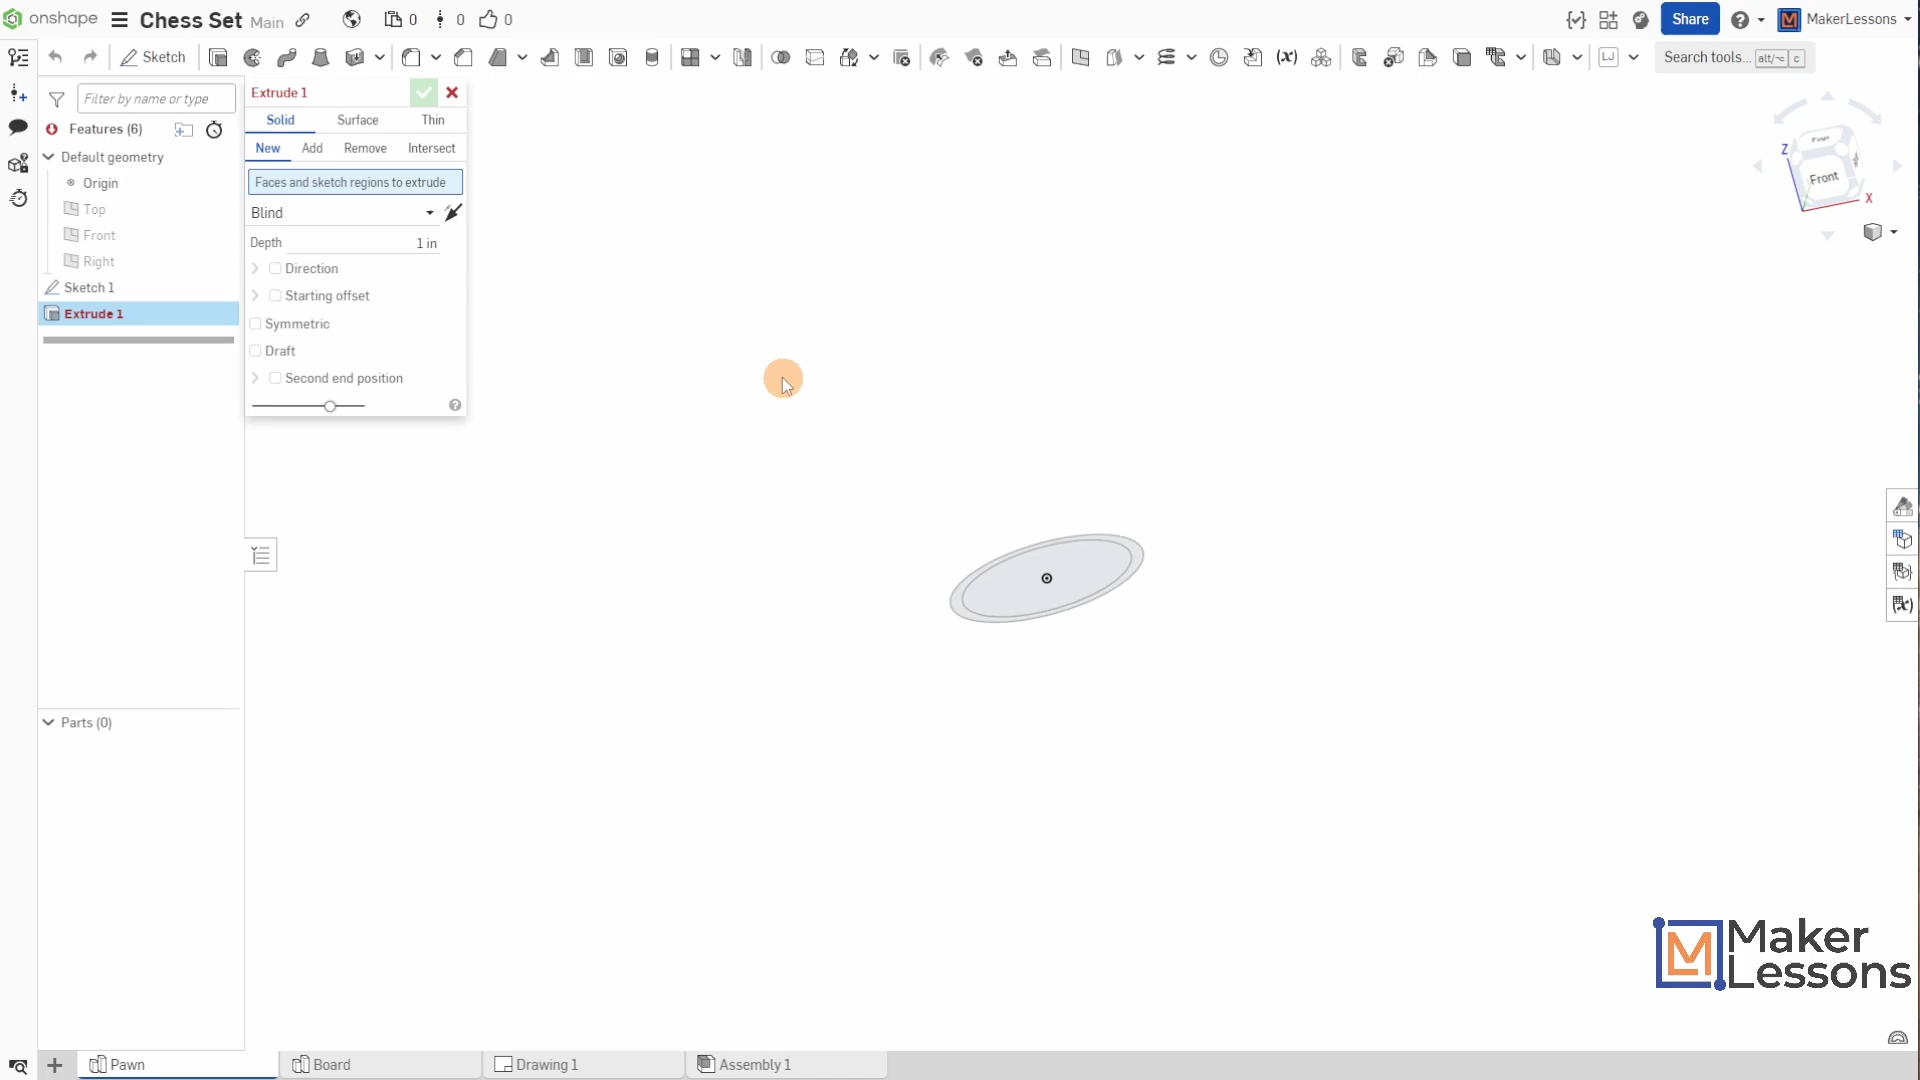 onshape Chess Set Main 0 0 0 Share MakerLessons
Sketch Search tools... alt/⌥ c
Filter by name or type
Features (6)
Default geometry
Origin
Top
Front
Right
Sketch 1
Extrude 1
Extrude 1
Solid Surface Thin
New Add Remove Intersect
Faces and sketch regions to extrude
Blind
Depth 1 in
Direction
Starting offset
Symmetric
Draft
Second end position
Z
Front
X
Parts (0)
Maker
Lessons
Pawn Board Drawing 1 Assembly 1